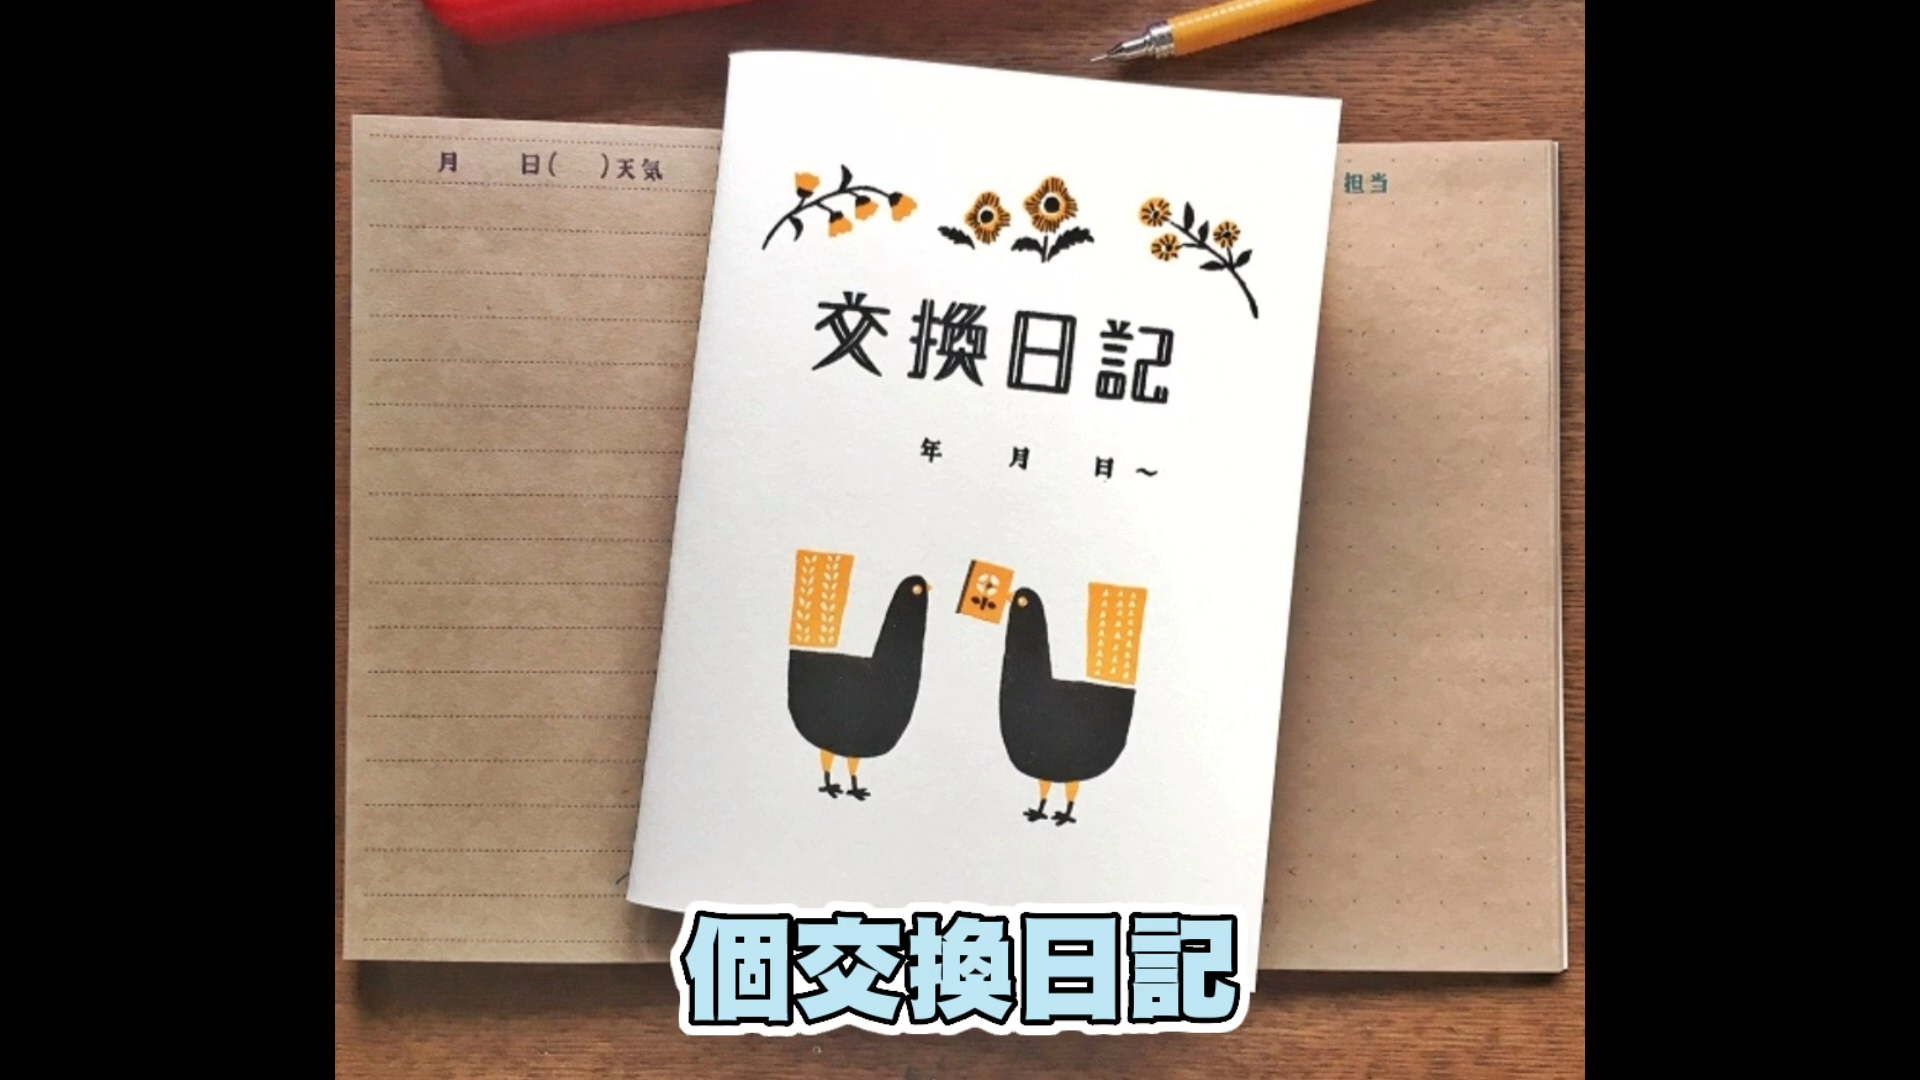 月 日( )天気
担当
交換日記
年 月 日～
個交換日記